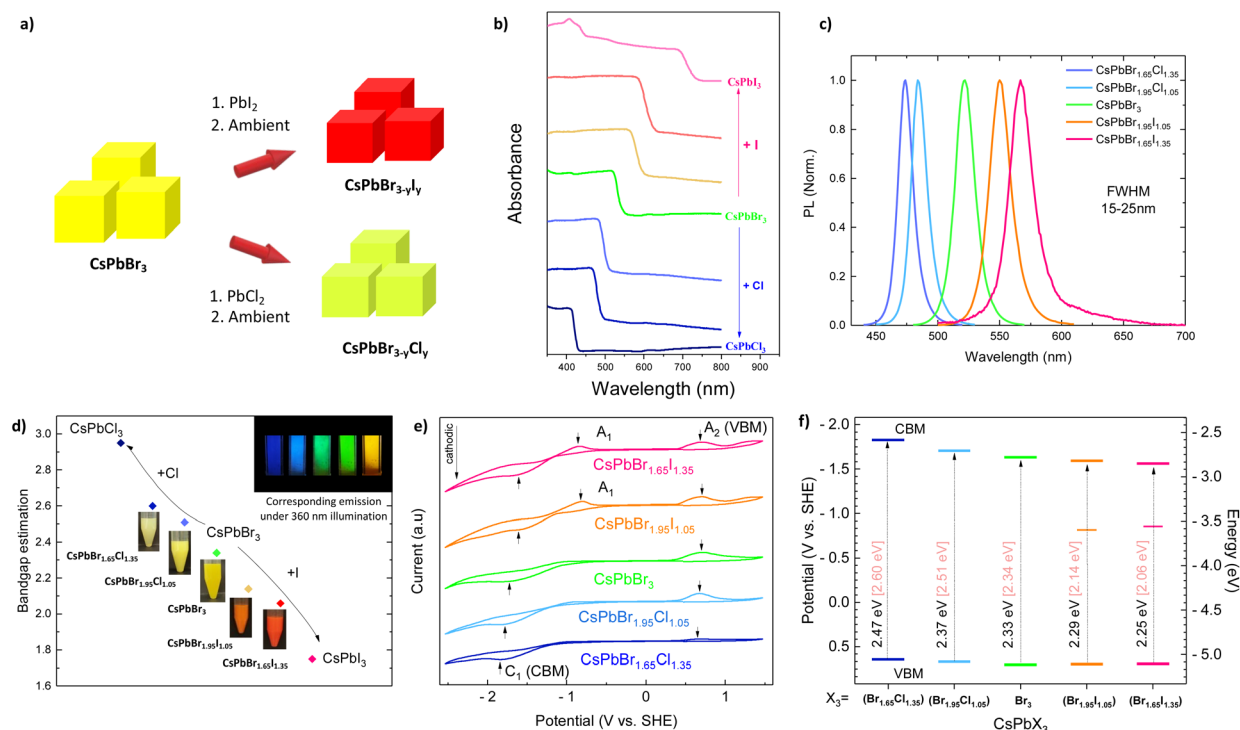 a)
1. PbI2
2. Ambient
CsPbBr3-yIy
CsPbBr3
1. PbCl2
2. Ambient
CsPbBr3-yCly
b)
Absorbance
CsPbI3
+ I
CsPbBr3
+ Cl
CsPbCl3
400 500 600 700 800 900
Wavelength (nm)
c)
PL (Norm.)
1.0
0.8
0.6
0.4
0.2
0.0
CsPbBr1.65Cl1.35
CsPbBr1.95Cl1.05
CsPbBr3
CsPbBr1.95I1.05
CsPbBr1.65I1.35
FWHM
15-25nm
450 500 550 600 650 700
Wavelength (nm)
d)
Bandgap estimation
3.0
2.8
2.6
2.4
2.2
2.0
1.8
1.6
CsPbCl3
+Cl
Corresponding emission
under 360 nm illumination
CsPbBr3
CsPbBr1.65Cl1.35
CsPbBr1.95Cl1.05
+I
CsPbBr3
CsPbBr1.95I1.05
CsPbBr1.65I1.35
CsPbI3
e)
Current (a.u)
cathodic
A1
A2 (VBM)
CsPbBr1.65I1.35
A1
CsPbBr1.95I1.05
CsPbBr3
CsPbBr1.95Cl1.05
CsPbBr1.65Cl1.35
C1 (CBM)
-2 -1 0 1
Potential (V vs. SHE)
f)
Potential (V vs. SHE)
-2.0
-1.5
-1.0
-0.5
0.0
0.5
CBM
2.47 eV [2.60 eV]
2.37 eV [2.51 eV]
2.33 eV [2.34 eV]
2.29 eV [2.14 eV]
2.25 eV [2.06 eV]
VBM
- 2.5
- 3.0
- 3.5
- 4.0
- 4.5
- 5.0
Energy (eV)
X3= (Br1.65Cl1.35) (Br1.95Cl1.05) Br3 (Br1.95I1.05) (Br1.65I1.35)
CsPbX3